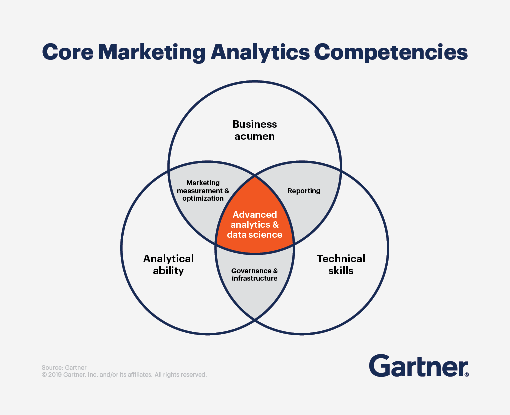 Core Marketing Analytics Competencies
Business
acumen
Marketing
measurement &
optimization
Reporting
Advanced
analytics &
data science
Analytical
ability
Technical
skills
Governance &
infrastructure
Source: Gartner
© 2019 Gartner, Inc. and/or its affiliates. All rights reserved.
Gartner®